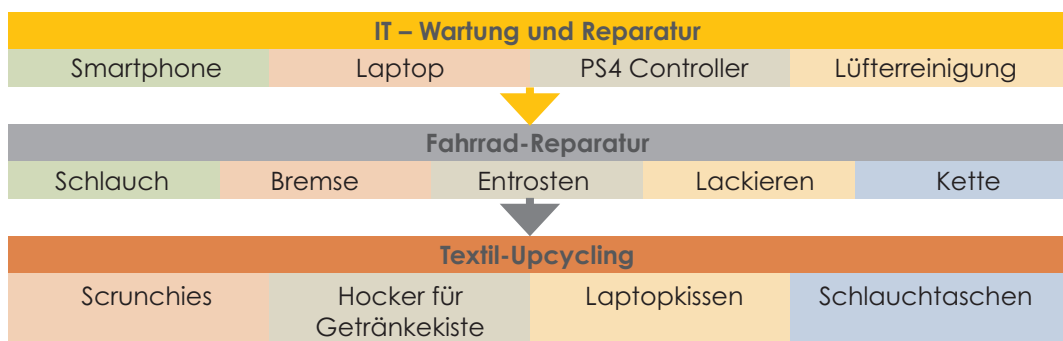 IT – Wartung und Reparatur
Smartphone Laptop PS4 Controller Lüfterreinigung
Fahrrad-Reparatur
Schlauch Bremse Entrosten Lackieren Kette
Textil-Upcycling
Scrunchies Hocker für Laptopkissen Schlauchtaschen
Getränkekiste